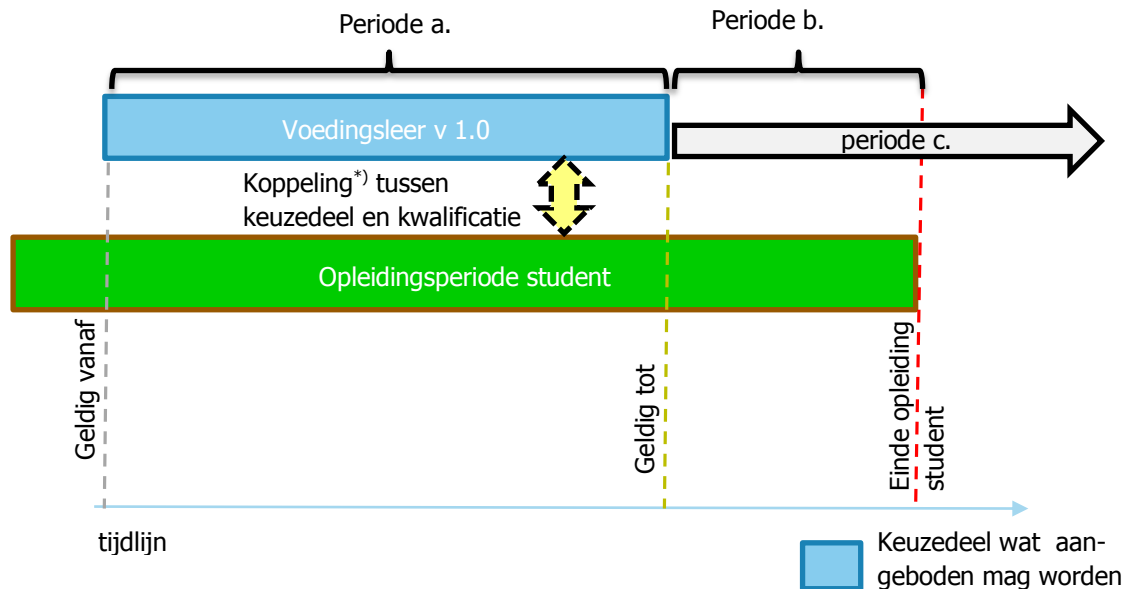 Periode a.
Periode b.
Voedingsleer v 1.0
periode c.
Koppeling*) tussen
keuzedeel en kwalificatie
Opleidingsperiode student
Geldig vanaf
Geldig tot
Einde opleiding
student
tijdlijn
Keuzedeel wat aan-
geboden mag worden